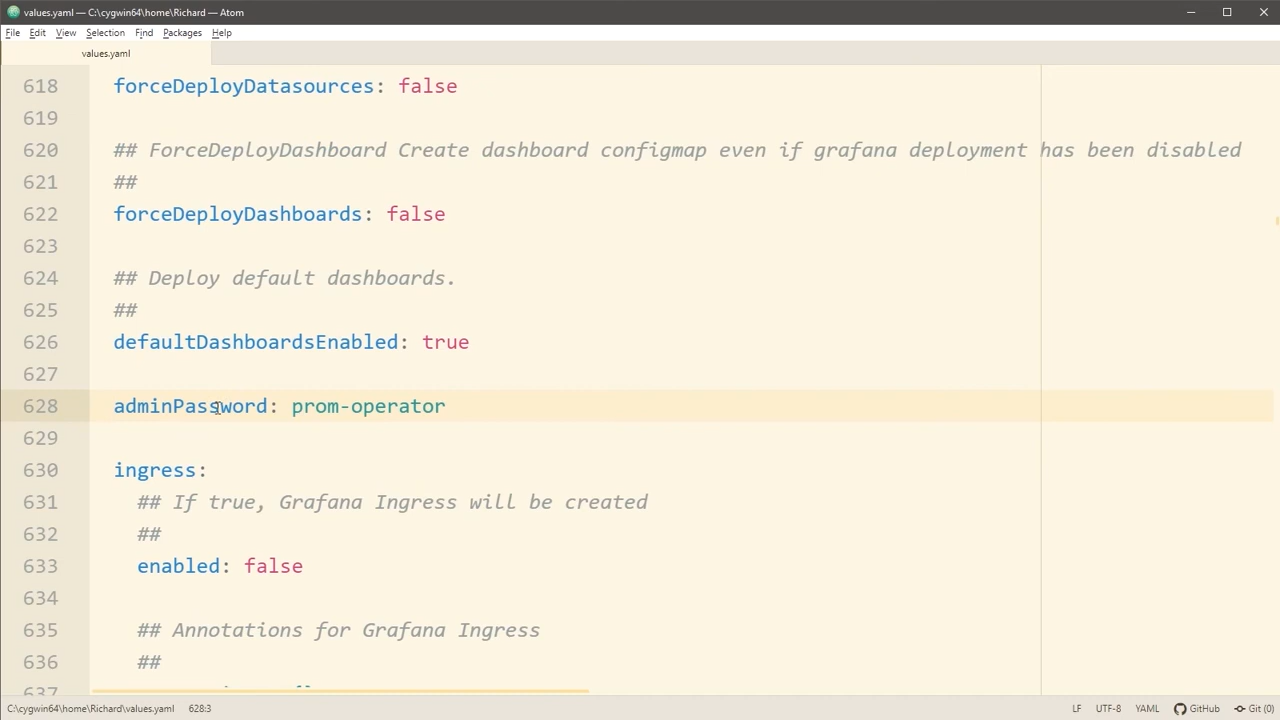 values.yaml — C:\cygwin64\home\Richard — Atom
File Edit View Selection Find Packages Help
values.yaml
618 forceDeployDatasources: false
619
620 ## ForceDeployDashboard Create dashboard configmap even if grafana deployment has been disabled
621 ##
622 forceDeployDashboards: false
623
624 ## Deploy default dashboards.
625 ##
626 defaultDashboardsEnabled: true
627
628 adminPassword: prom-operator
629
630 ingress:
631 ## If true, Grafana Ingress will be created
632 ##
633 enabled: false
634
635 ## Annotations for Grafana Ingress
636 ##
637
C:\cygwin64\home\Richard\values.yaml 628:3 LF UTF-8 YAML GitHub Git (0)